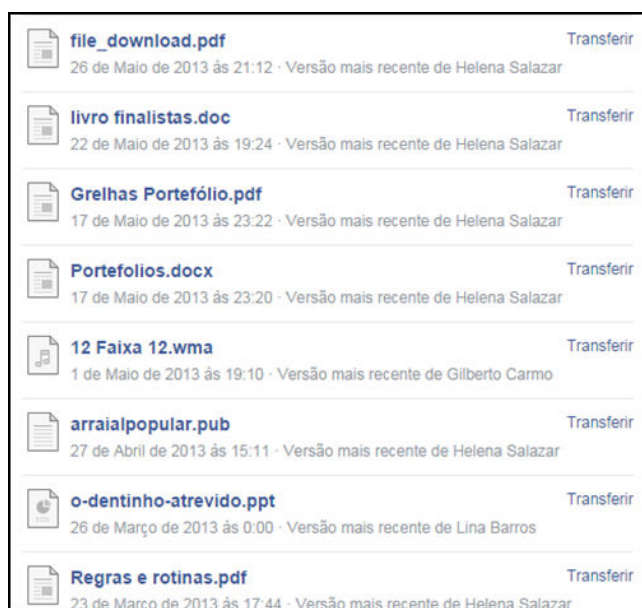 file_download.pdf Transferir
26 de Maio de 2013 às 21:12 · Versão mais recente de Helena Salazar
livro finalistas.doc Transferir
22 de Maio de 2013 às 19:24 · Versão mais recente de Helena Salazar
Grelhas Portefólio.pdf Transferir
17 de Maio de 2013 às 23:22 · Versão mais recente de Helena Salazar
Portefolios.docx Transferir
17 de Maio de 2013 às 23:20 · Versão mais recente de Helena Salazar
12 Faixa 12.wma Transferir
1 de Maio de 2013 às 19:10 · Versão mais recente de Gilberto Carmo
arraialpopular.pub Transferir
27 de Abril de 2013 às 15:11 · Versão mais recente de Helena Salazar
o-dentinho-atrevido.ppt Transferir
26 de Março de 2013 às 0:00 · Versão mais recente de Lina Barros
Regras e rotinas.pdf Transferir
23 de Março de 2013 às 17:44 · Versão mais recente de Helena Salazar